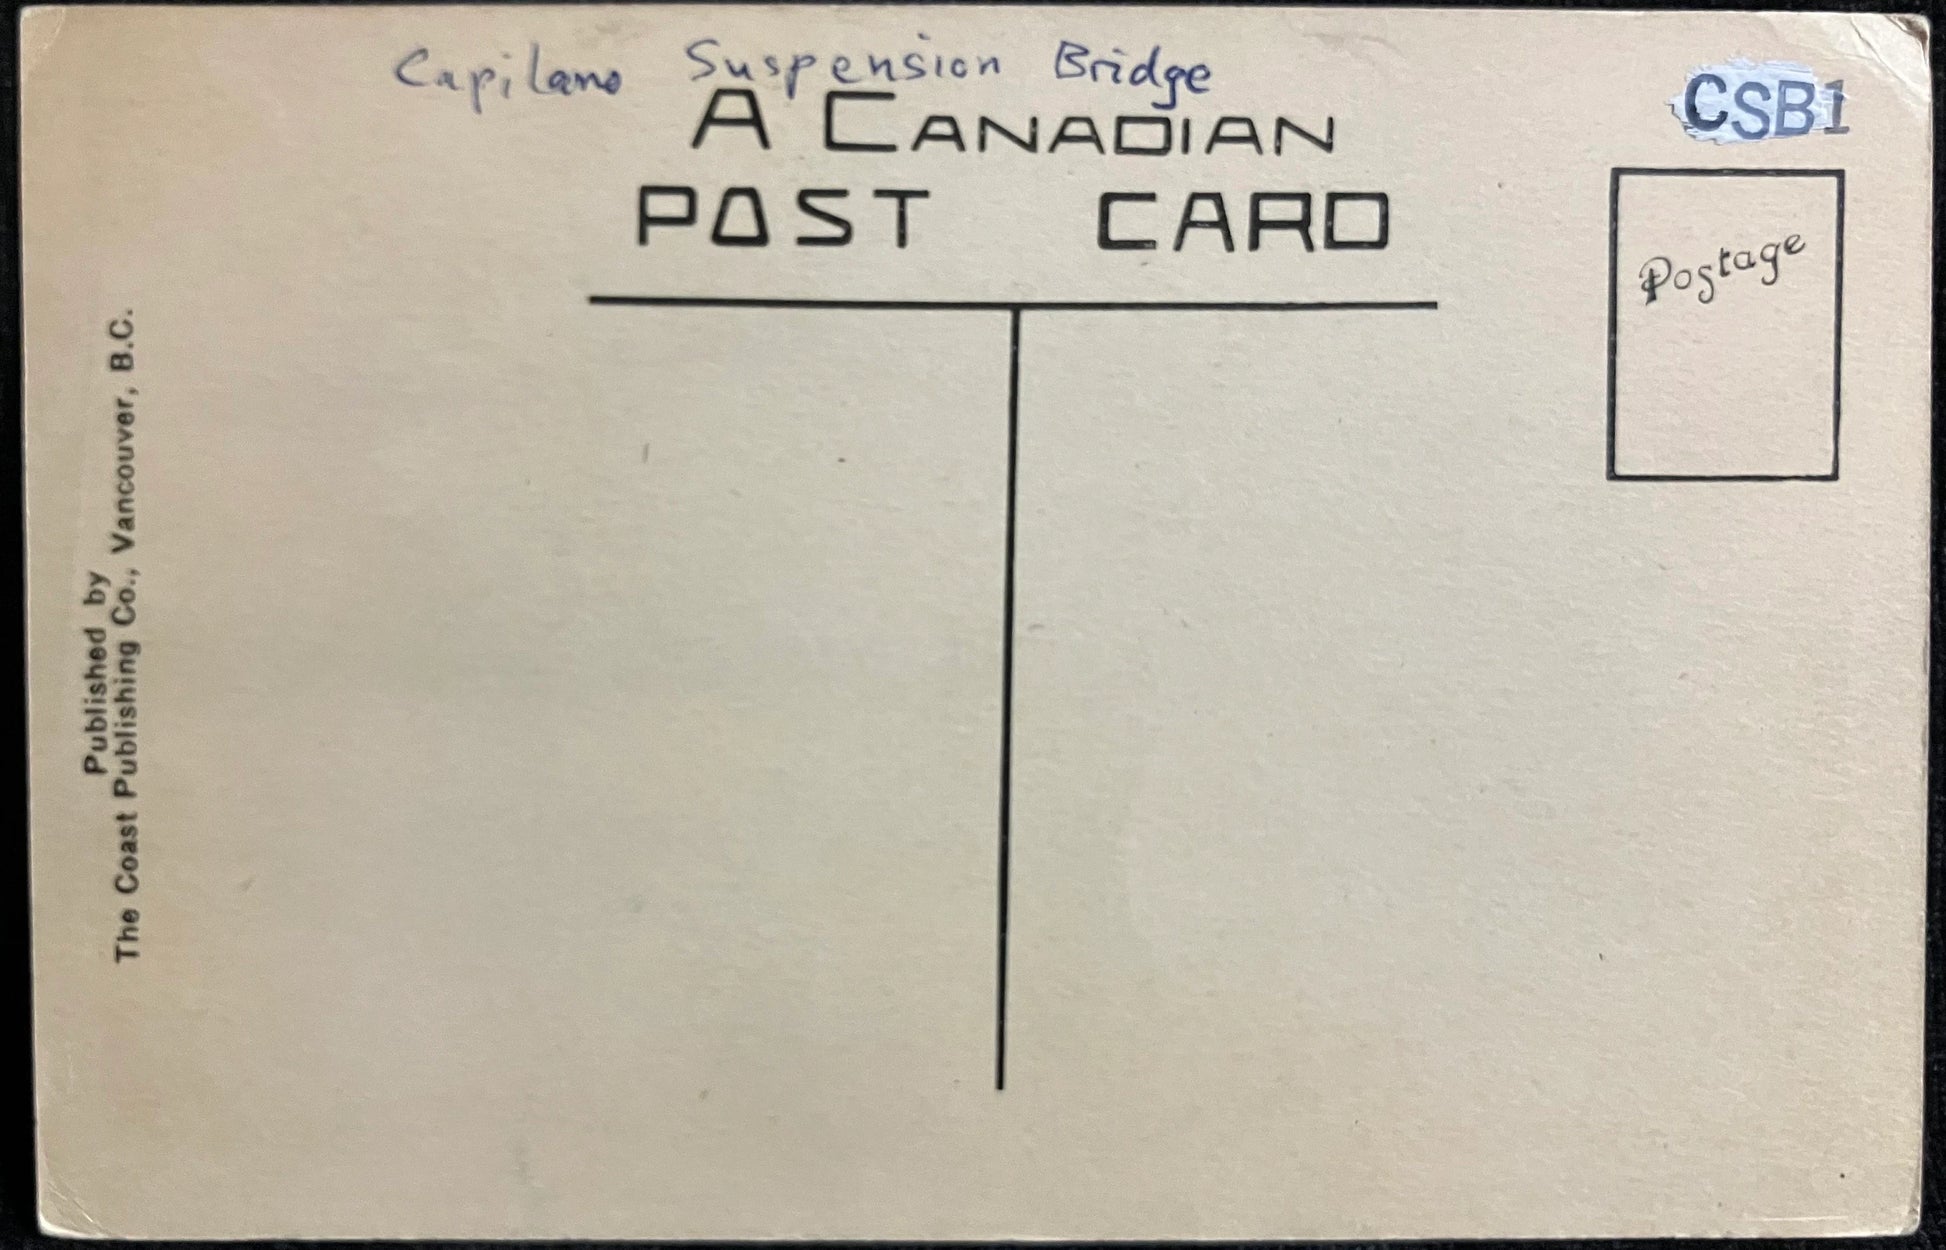 Capilano Suspension Bridge
CSB1
A CANADIAN
POST CARD
Postage
Published by
The Coast Publishing Co., Vancouver, B.C.